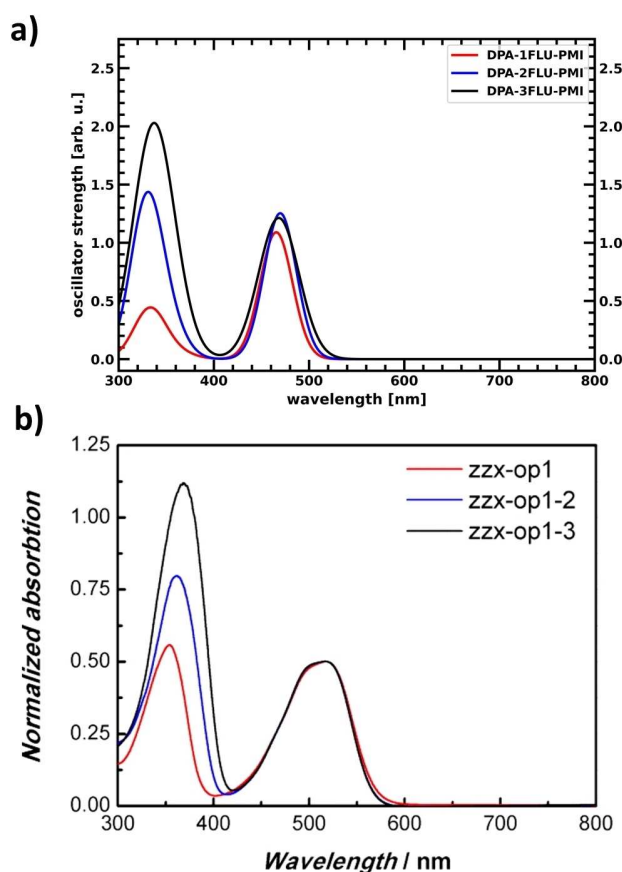 a)
oscillator strength [arb. u.]
2.5
2.0
1.5
1.0
0.5
0.0
DPA-1FLU-PMI
DPA-2FLU-PMI
DPA-3FLU-PMI
2.5
2.0
1.5
1.0
0.5
0.0
300 400 500 600 700 800
wavelength [nm]
b)
Normalized absorbtion
1.25
1.00
0.75
0.50
0.25
0.00
zzx-op1
zzx-op1-2
zzx-op1-3
300 400 500 600 700 800
Wavelength / nm